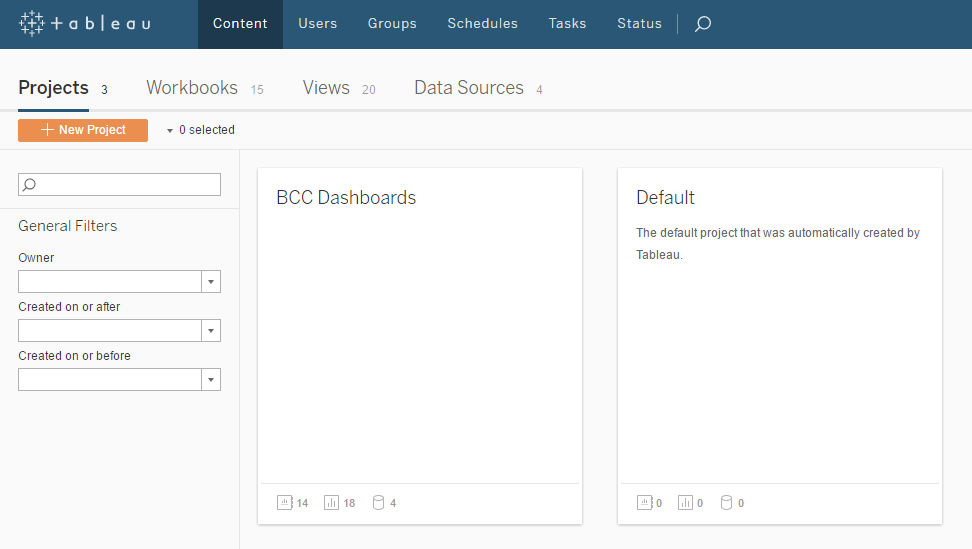 tableau
Content Users Groups Schedules Tasks Status
Projects 3 Workbooks 15 Views 20 Data Sources 4
New Project 0 selected
General Filters
Owner
Created on or after
Created on or before
BCC Dashboards
14 18 4
Default
The default project that was automatically created by
Tableau.
0 0 0